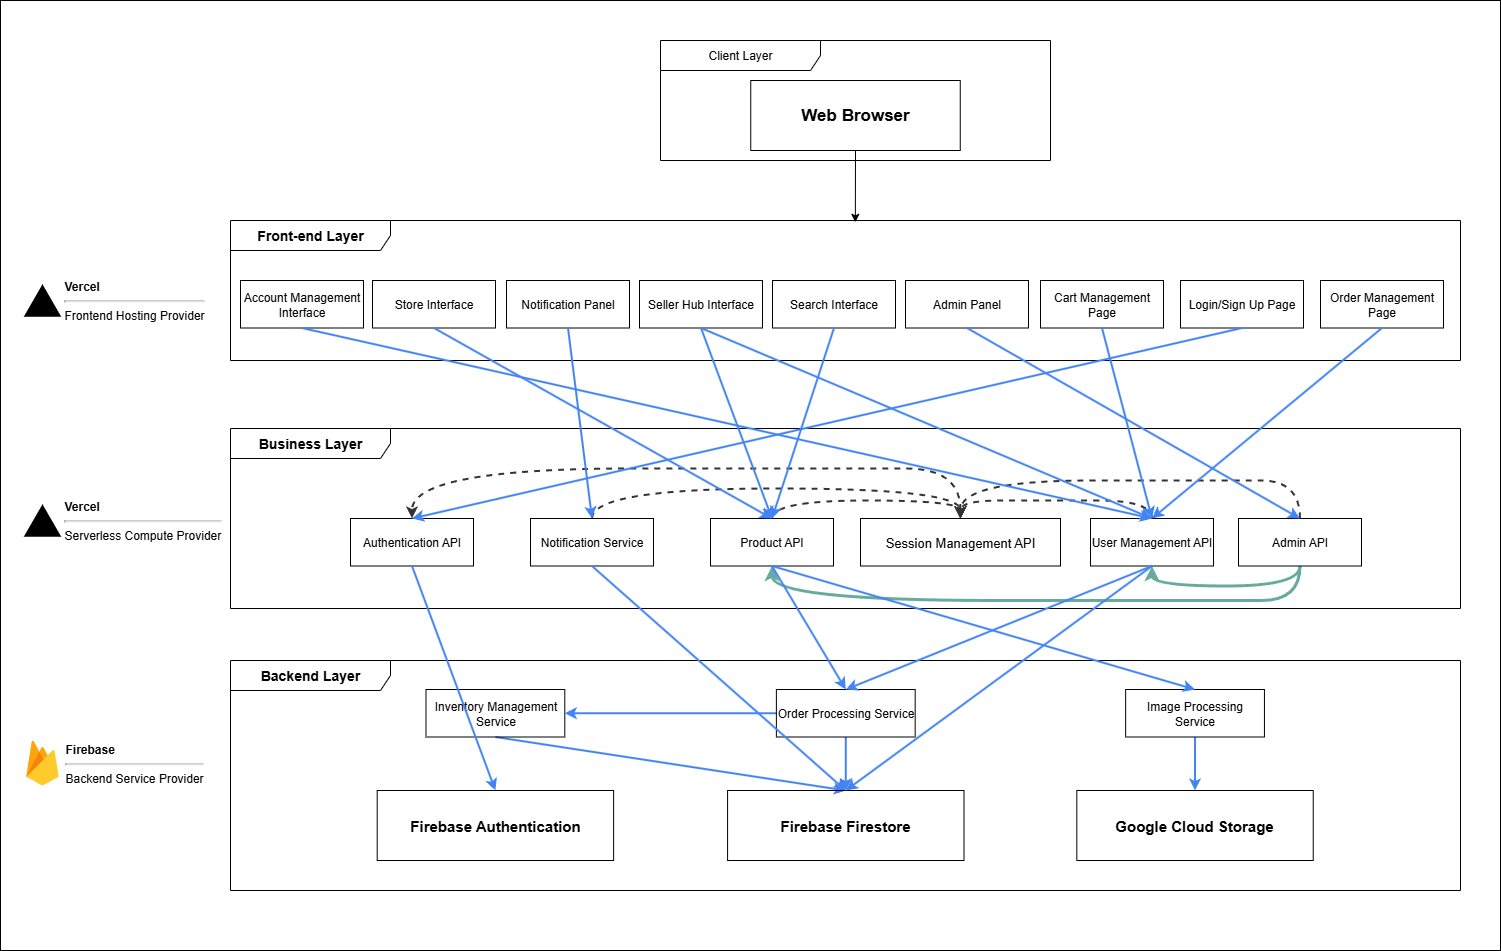 Client Layer
Web Browser
Front-end Layer
Vercel
Frontend Hosting Provider
Account Management
Interface
Store Interface
Notification Panel
Seller Hub Interface
Search Interface
Admin Panel
Cart Management
Page
Login/Sign Up Page
Order Management
Page
Business Layer
Vercel
Serverless Compute Provider
Authentication API
Notification Service
Product API
Session Management API
User Management API
Admin API
Backend Layer
Inventory Management
Service
Order Processing Service
Image Processing
Service
Firebase
Backend Service Provider
Firebase Authentication
Firebase Firestore
Google Cloud Storage